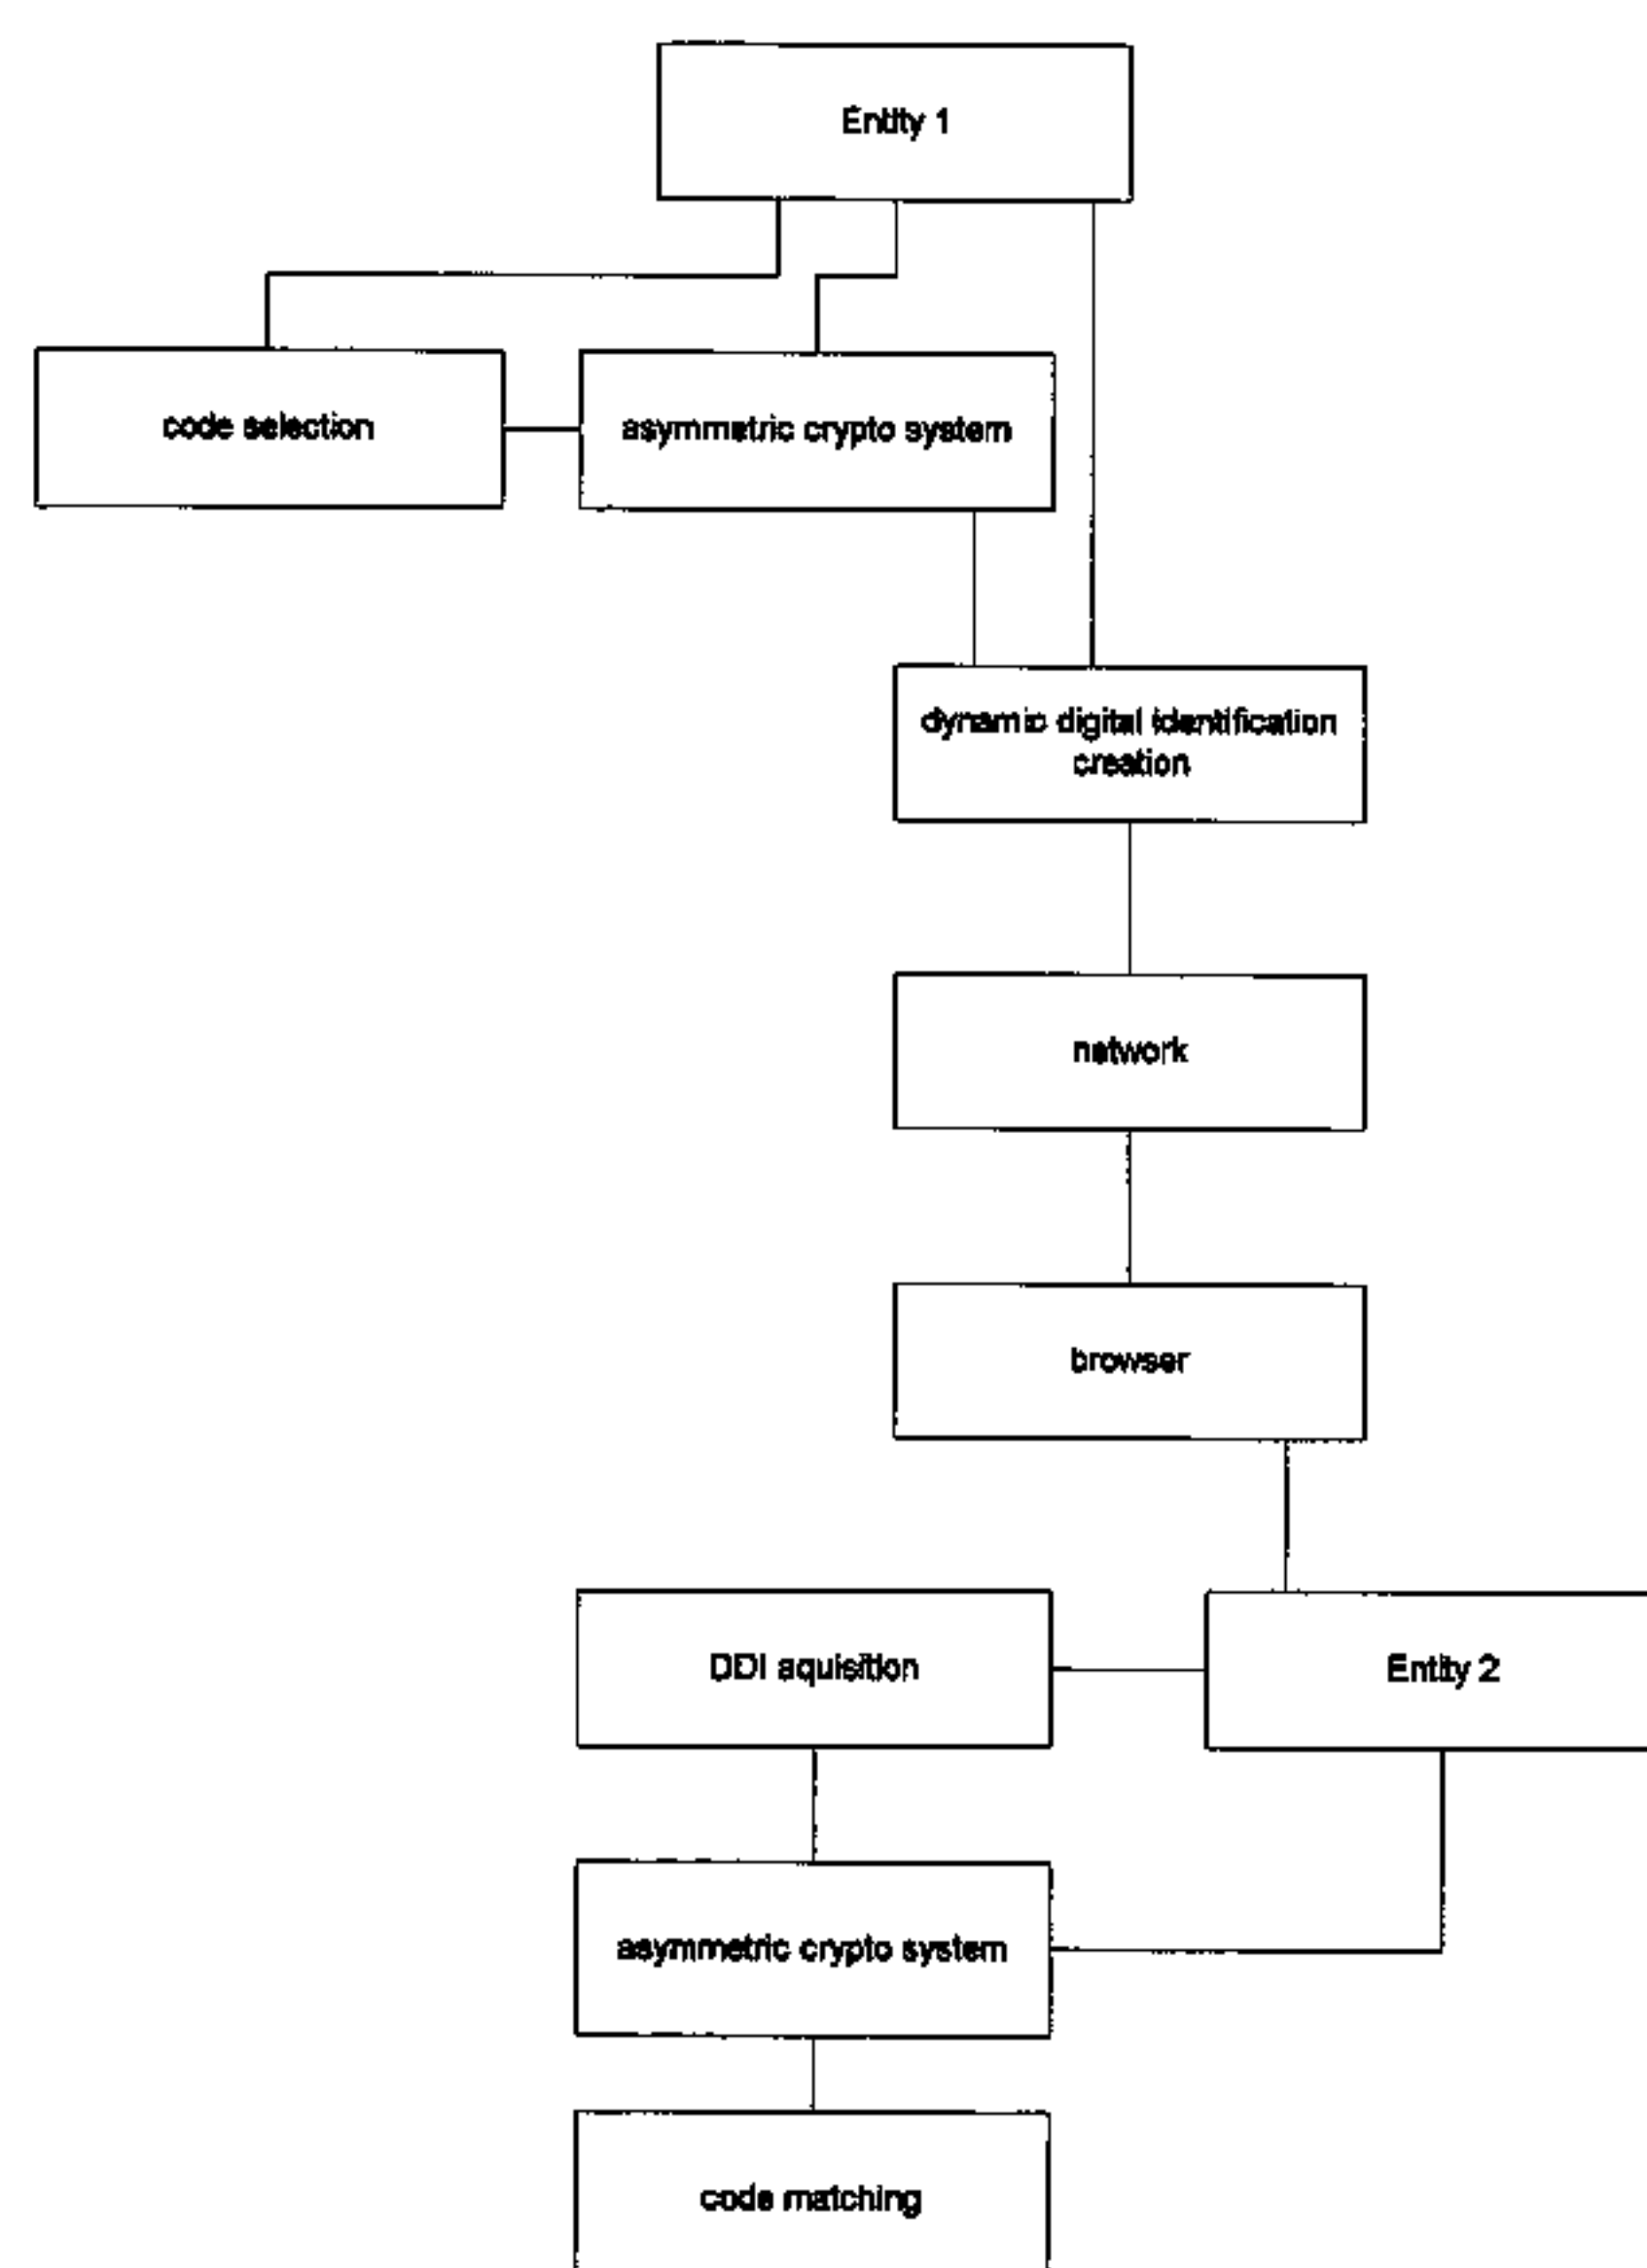 Entity 1
code selection
asymmetric crypto system
dynamic digital identification
creation
network
browser
DDI aquisition
Entity 2
asymmetric crypto system
code matching